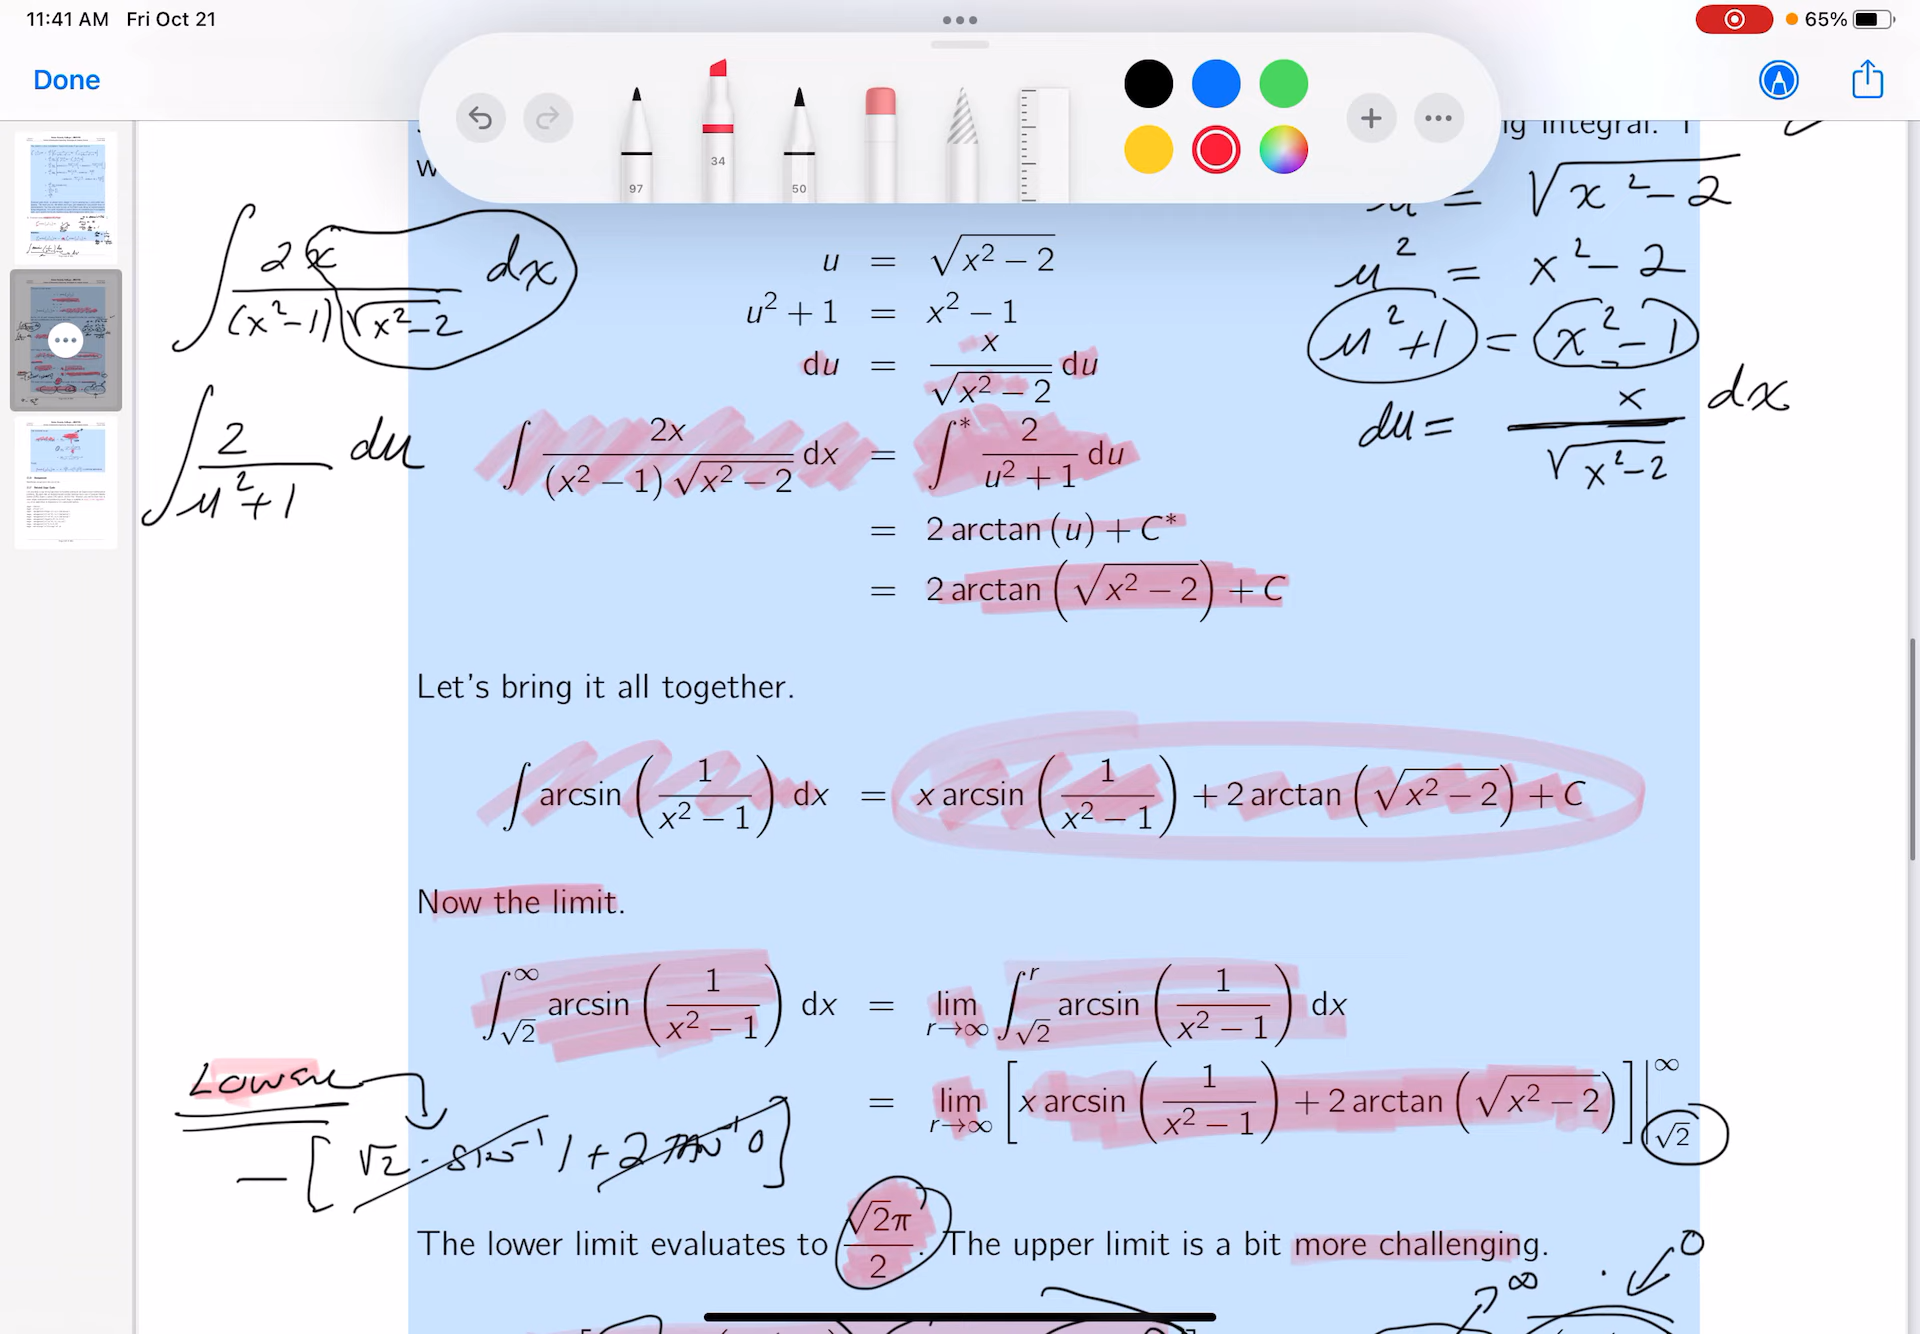 11:41 AM Fri Oct 21
65%
Done
97
34
50
u = √(x² − 2)
u² + 1 = x² − 1
du = x/√(x² − 2) du
∫ 2x/((x² − 1)√(x² − 2)) dx = ∫* 2/(u² + 1) du
= 2 arctan (u) + C*
= 2 arctan (√(x² − 2)) + C
∫ 2x/((x²−1)√(x²−2)) dx
∫ 2/(u²+1) du
= √(x²−2)
u² = x²−2
u²+1 = x²−1
du = x/√(x²−2) dx
Let's bring it all together.
∫ arcsin (1/(x² − 1)) dx = x arcsin (1/(x² − 1)) + 2 arctan (√(x² − 2)) + C
Now the limit.
∫_√2^∞ arcsin (1/(x² − 1)) dx = lim_{r→∞} ∫_√2^r arcsin (1/(x² − 1)) dx
= lim_{r→∞} [x arcsin (1/(x² − 1)) + 2 arctan (√(x² − 2))] |_√2^∞
Lower
− [√2 · sin⁻¹ 1 + 2 tan⁻¹ 0]
The lower limit evaluates to √2π/2. The upper limit is a bit more challenging.
∞ 0